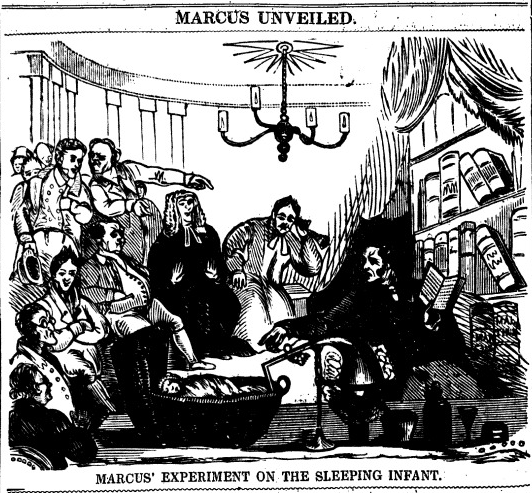 MARCUS UNVEILED.
MARCUS' EXPERIMENT ON THE SLEEPING INFANT.